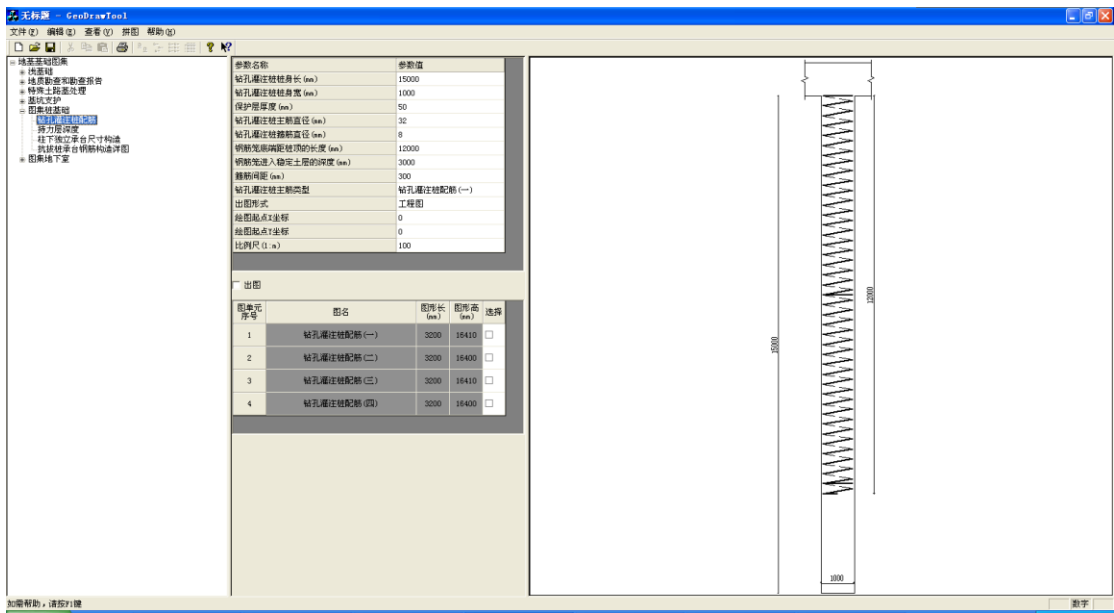 无标题 - GeoDrawTool
文件(F) 编辑(E) 查看(V) 拼图 帮助(H)
地基基础图集
浅基础
地质勘查和勘查报告
特殊土路基处理
基坑支护
图集桩基础
钻孔灌注桩配筋
持力层深度
柱下独立承台尺寸构造
抗拔桩承台钢筋构造详图
图集地下室
参数名称 参数值
钻孔灌注桩桩身长(mm) 15000
钻孔灌注桩桩身宽(mm) 1000
保护层厚度(mm) 50
钻孔灌注桩主筋直径(mm) 32
钻孔灌注桩箍筋直径(mm) 8
钢筋笼底端距桩顶的长度(mm) 12000
钢筋笼进入稳定土层的深度(mm) 3000
箍筋间距(mm) 300
钻孔灌注桩主筋类型 钻孔灌注桩配筋(一)
出图形式 工程图
绘图起点X坐标 0
绘图起点Y坐标 0
比例尺(1:n) 100
出图
图单元序号 图名 图形长(mm) 图形高(mm) 选择
1 钻孔灌注桩配筋(一) 3200 16410
2 钻孔灌注桩配筋(二) 3200 16400
3 钻孔灌注桩配筋(三) 3200 16410
4 钻孔灌注桩配筋(四) 3200 16400
12000
15000
1000
如需帮助，请按F1键
数字